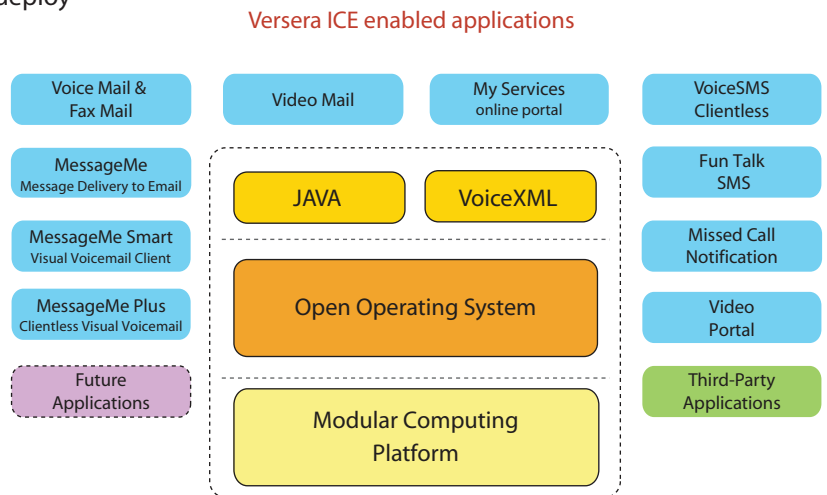 deploy
Versera ICE enabled applications
Voice Mail &
Fax Mail
Video Mail
My Services
online portal
VoiceSMS
Clientless
MessageMe
Message Delivery to Email
JAVA
VoiceXML
Fun Talk
SMS
MessageMe Smart
Visual Voicemail Client
Missed Call
Notification
Open Operating System
MessageMe Plus
Clientless Visual Voicemail
Video
Portal
Future
Applications
Third-Party
Applications
Modular Computing
Platform